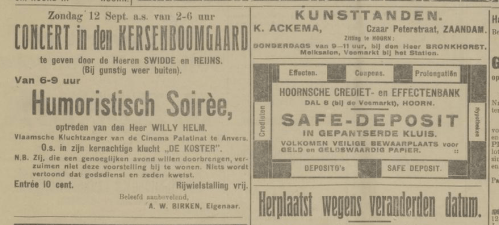 Zondag 12 Sept. a.s. van 2-6 uur
CONCERT in den KERSENBOOMGAARD
te geven door de Heeren SWIDDE en REIJNS.
(Bij gunstig weer buiten).
Van 6-9 uur
Humoristisch Soirèe,
optreden van den Heer WILLY HELM.
Vlaamsche Kluchtzanger van de Cinema Palatinat te Anvers.
O.s. in zijn kernachtige klucht „DE KOSTER”.
N.B. Zij, die een genoeglijken avond willen doorbrengen, ver-
zuimen niet deze voorstelling bij te wonen. Niets wordt
vertoond dat godsdienst en zeden kwetst.
Entrée 10 cent. Rijwielstalling vrij.
Beleefd aanbevelend,
A. W. BIRKEN, Eigenaar.
KUNSTTANDEN.
K. ACKEMA, Czaar Peterstraat, ZAANDAM.
Zitting te HOORN:
DONDERDAGS van 9—11 uur, bij den Heer BRONKHORST.
Melksalon, Veemarkt bij het Station.
Effecten. Coupons. Prolongatiën
HOORNSCHE CREDIET- en EFFECTENBANK
DAL 6 (bij de Veemarkt), HOORN.
Credieten
SAFE-DEPOSIT
IN GEPANTSERDE KLUIS.
VOLKOMEN VEILIGE BEWAARPLAATS voor
GELD en GELDSWAARDIG PAPIER.
DEPOSITO's SAFE DEPOSIT.
Herplaatst wegens veranderden datum.